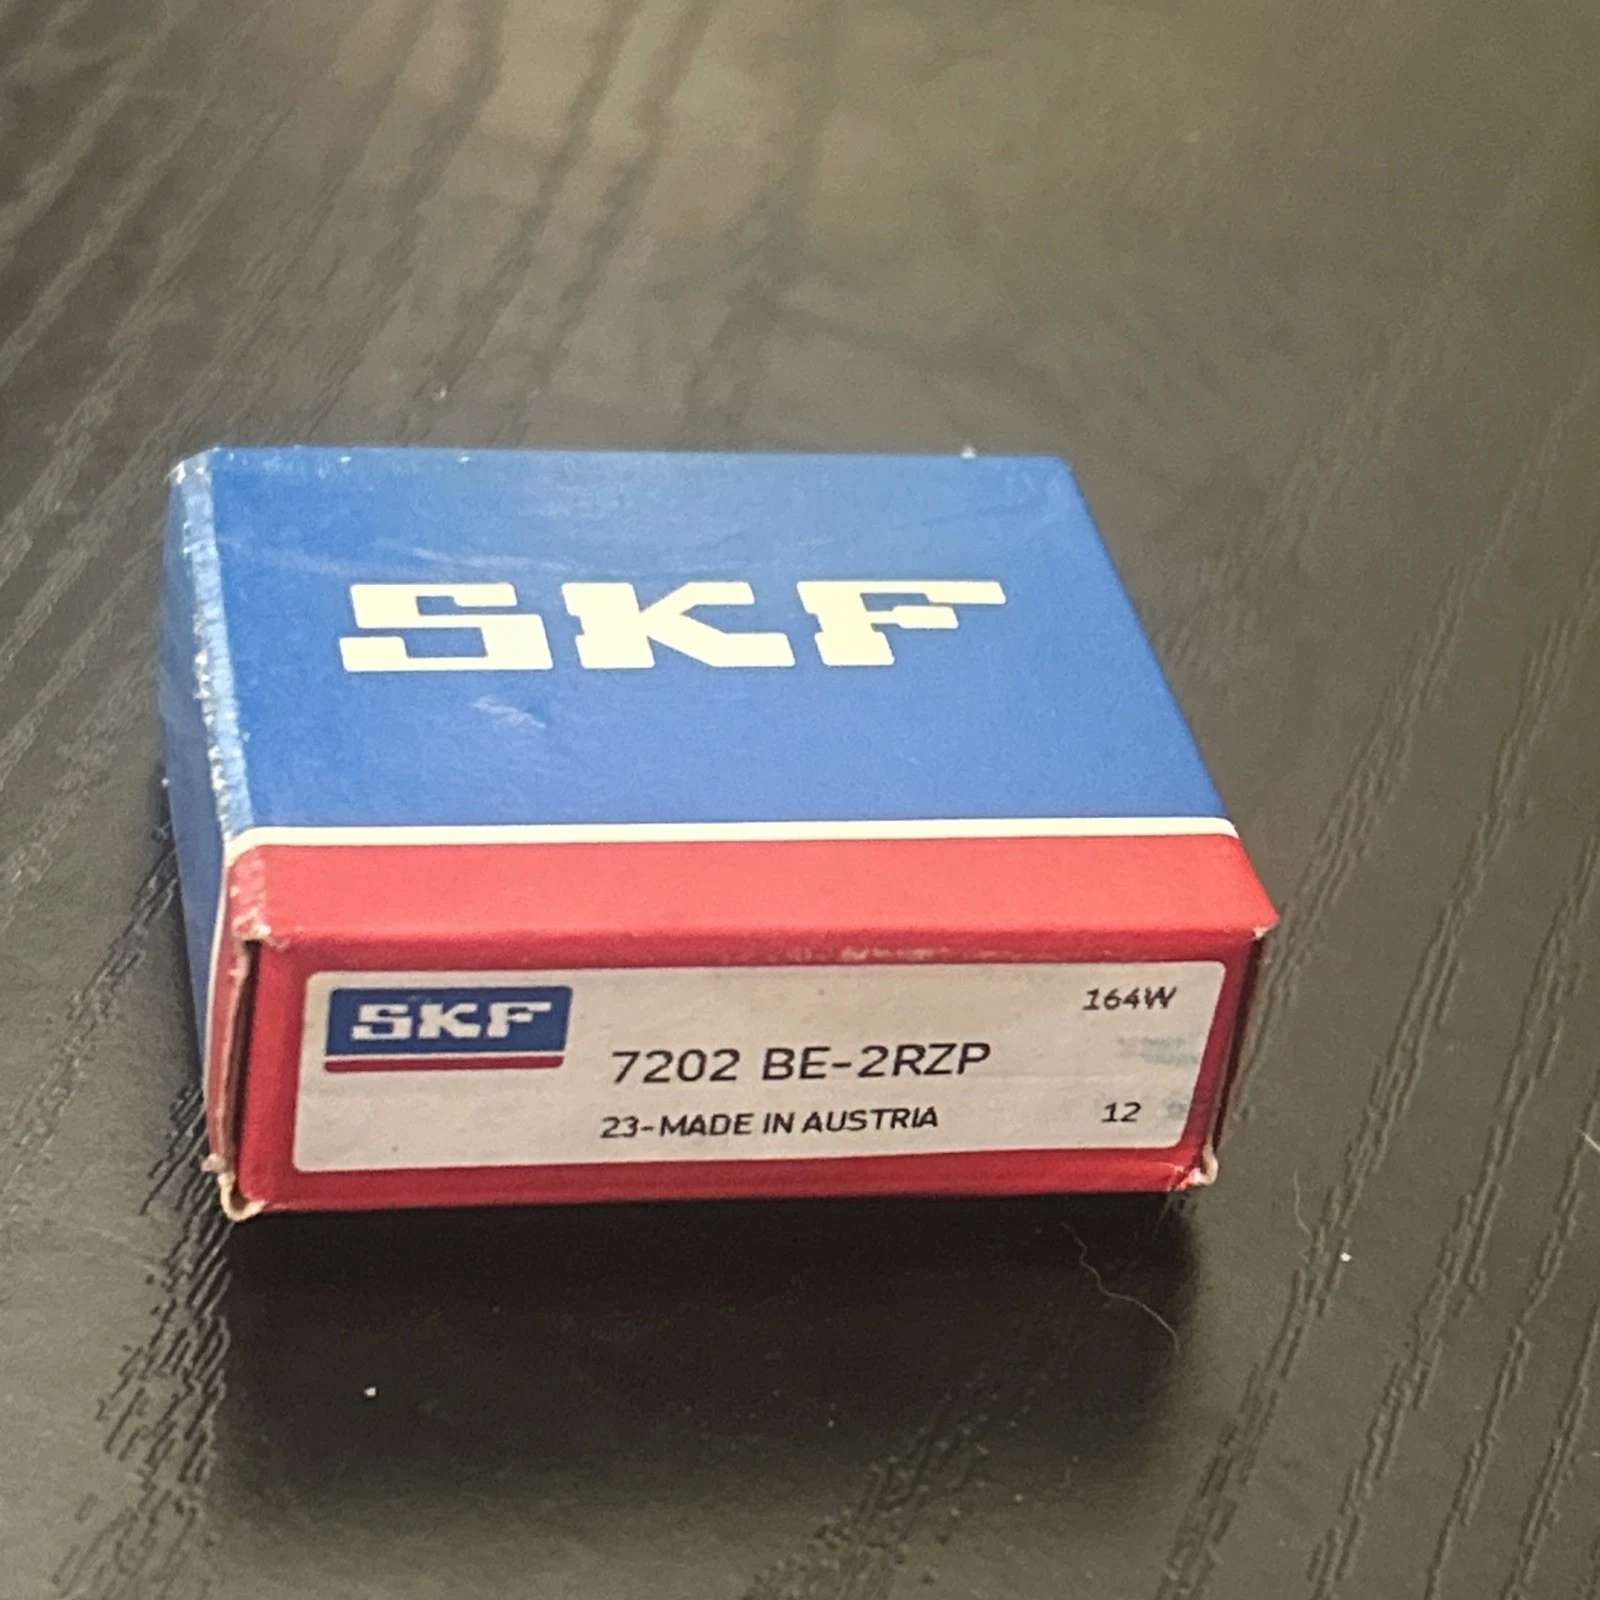 SKF
SKF
164W
7202 BE-2RZP
23-MADE IN AUSTRIA
12